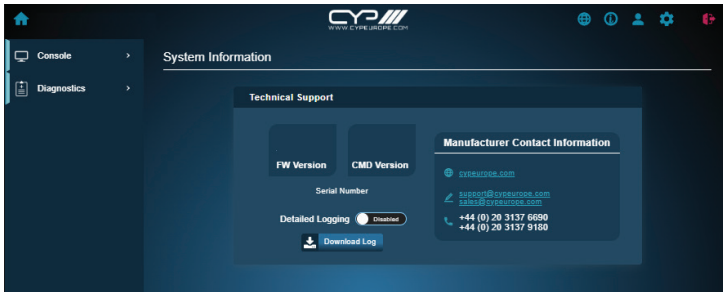 CYP
WWW.CYPEUROPE.COM
Console
Diagnostics
System Information
Technical Support
FW Version
CMD Version
Serial Number
Detailed Logging Disabled
Download Log
Manufacturer Contact Information
cypeurope.com
support@cypeurope.com
sales@cypeurope.com
+44 (0) 20 3137 6690
+44 (0) 20 3137 9180